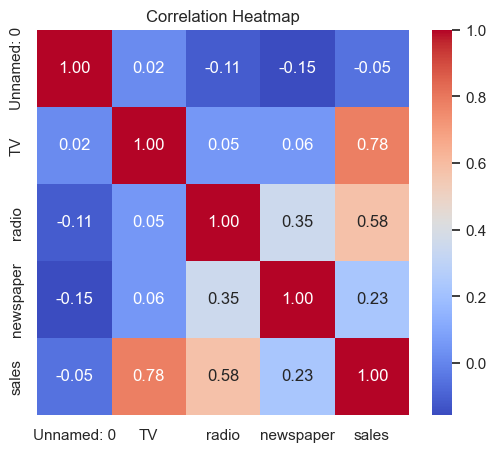 Correlation Heatmap
Unnamed: 0
1.00 0.02 -0.11 -0.15 -0.05
TV
0.02 1.00 0.05 0.06 0.78
radio
-0.11 0.05 1.00 0.35 0.58
newspaper
-0.15 0.06 0.35 1.00 0.23
sales
-0.05 0.78 0.58 0.23 1.00
Unnamed: 0 TV radio newspaper sales
1.0
0.8
0.6
0.4
0.2
0.0